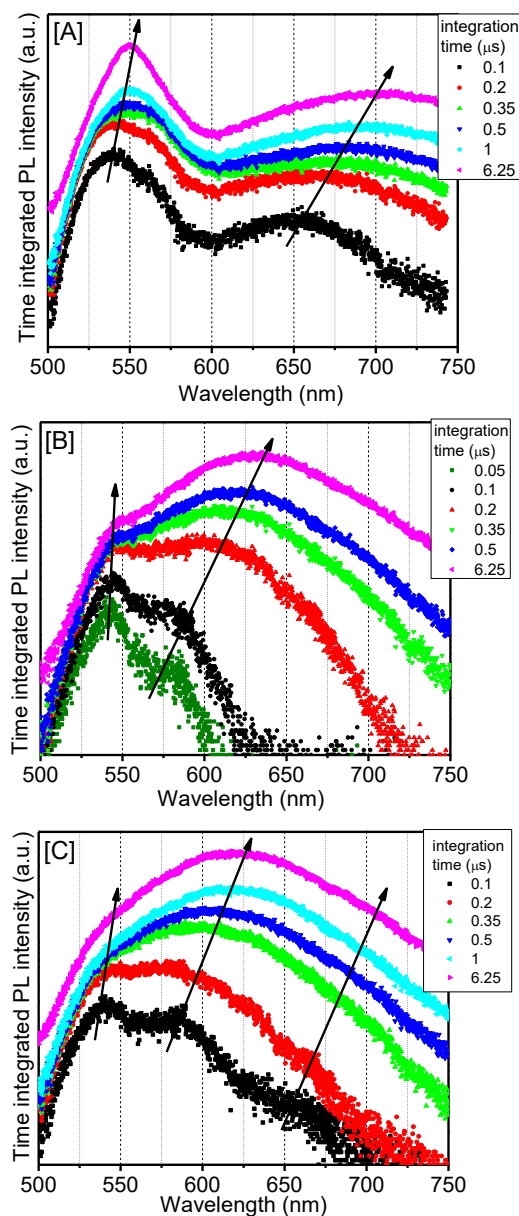 [A]
integration
time (μs)
0.1
0.2
0.35
0.5
1
6.25
Time integrated PL intensity (a.u.)
500 550 600 650 700 750
Wavelength (nm)
[B]
integration
time (μs)
0.05
0.1
0.2
0.35
0.5
6.25
Time integrated PL intensity (a.u.)
500 550 600 650 700 750
Wavelength (nm)
[C]
integration
time (μs)
0.1
0.2
0.35
0.5
1
6.25
Time integrated PL intensity (a.u.)
500 550 600 650 700 750
Wavelength (nm)